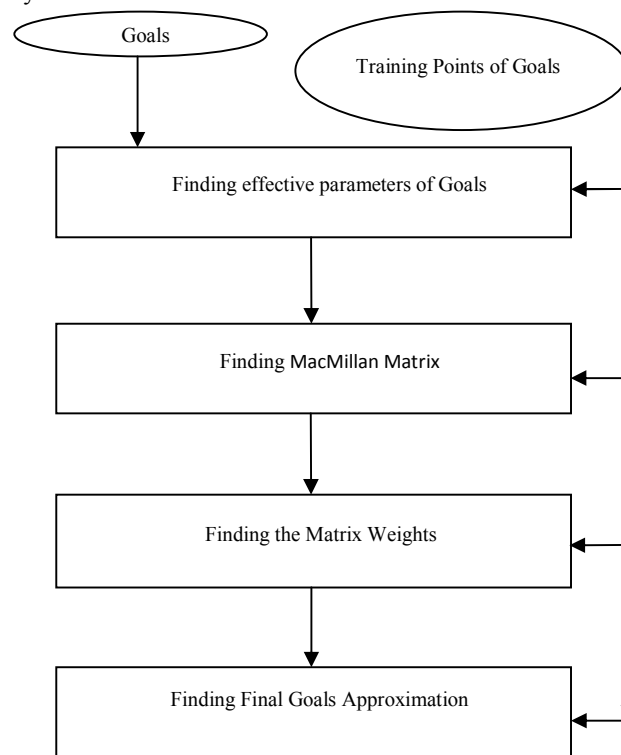 y
Goals
Training Points of Goals
Finding effective parameters of Goals
Finding MacMillan Matrix
Finding the Matrix Weights
Finding Final Goals Approximation